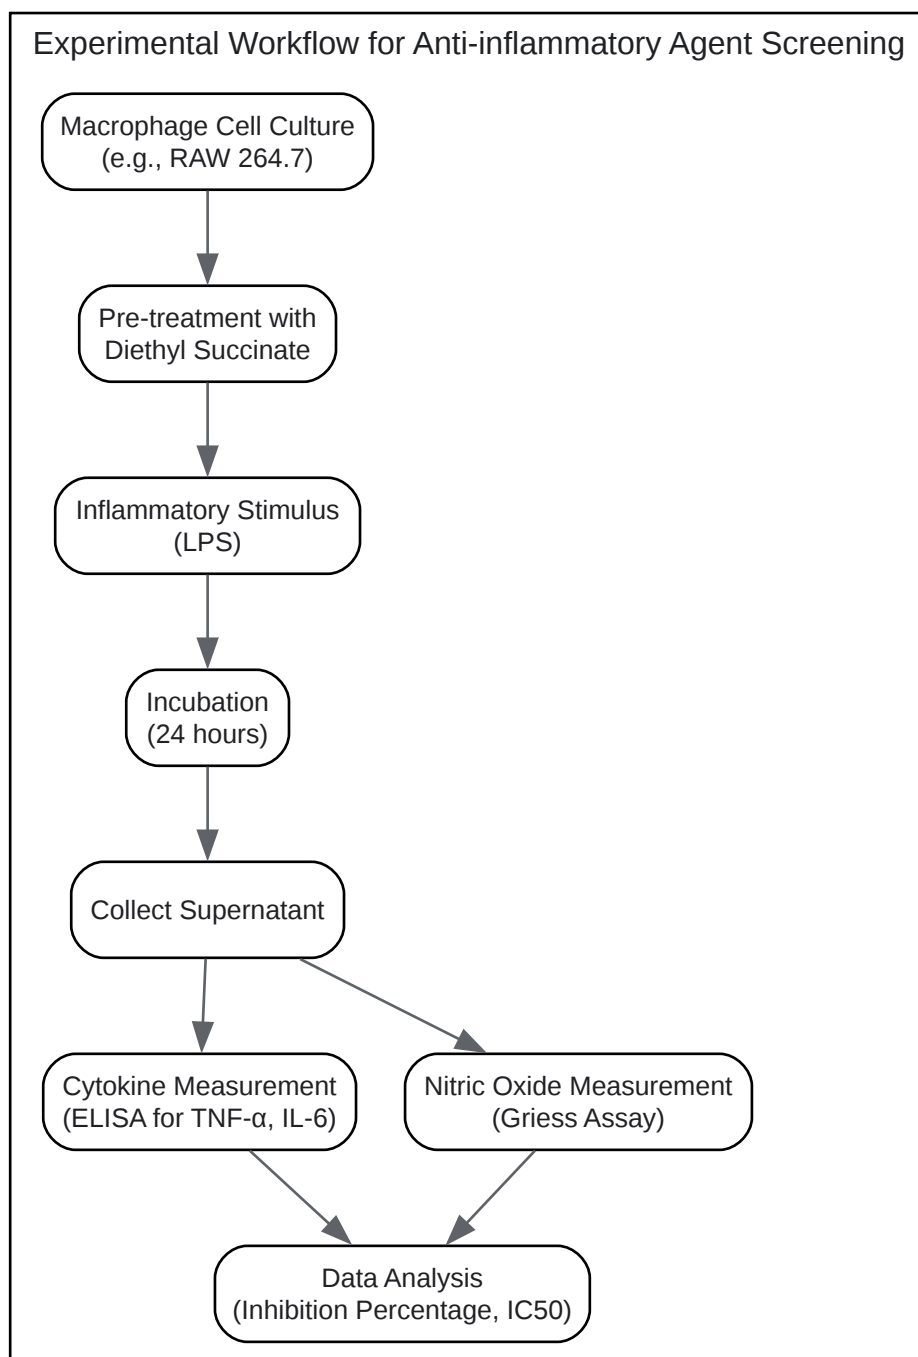 Experimental Workflow for Anti-inflammatory Agent Screening
Macrophage Cell Culture
(e.g., RAW 264.7)
Pre-treatment with
Diethyl Succinate
Inflammatory Stimulus
(LPS)
Incubation
(24 hours)
Collect Supernatant
Cytokine Measurement
(ELISA for TNF-α, IL-6)
Nitric Oxide Measurement
(Griess Assay)
Data Analysis
(Inhibition Percentage, IC50)